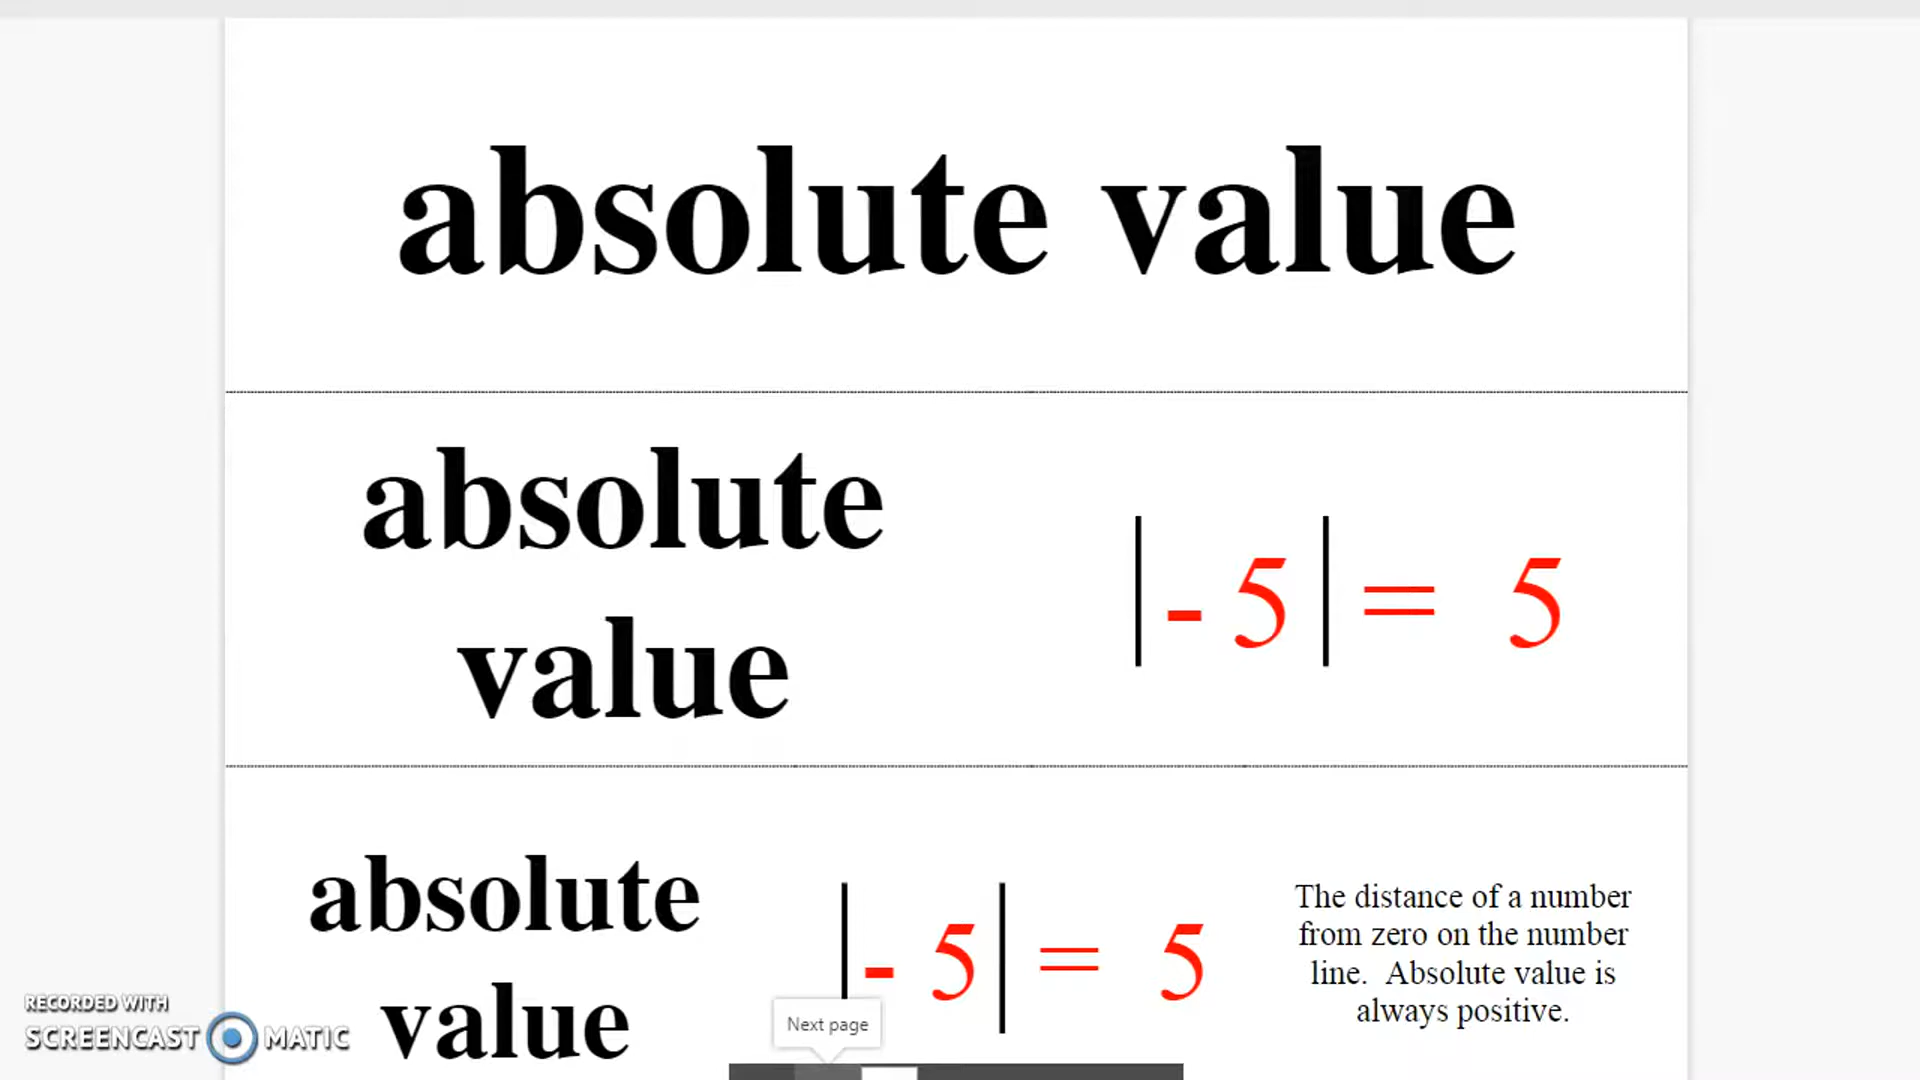 absolute value
absolute
value
|- 5| = 5
absolute
value
|- 5| = 5
The distance of a number
from zero on the number
line. Absolute value is
always positive.
Next page
RECORDED WITH
SCREENCAST MATIC